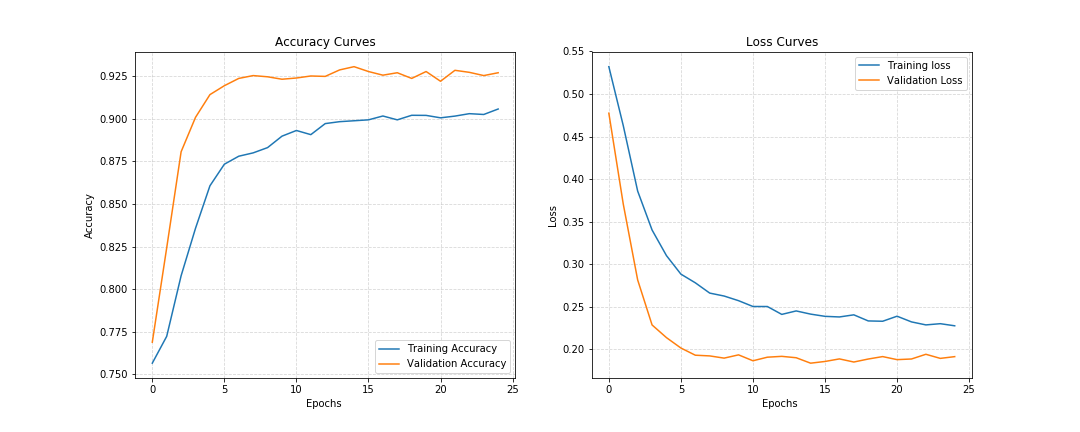 Accuracy Curves
0.925
0.900
0.875
0.850
0.825
0.800
0.775
0.750
Accuracy
0
5
10
15
20
25
Epochs
Training Accuracy
Validation Accuracy
Loss Curves
0.55
0.50
0.45
0.40
0.35
0.30
0.25
0.20
Loss
0
5
10
15
20
25
Epochs
Training loss
Validation Loss